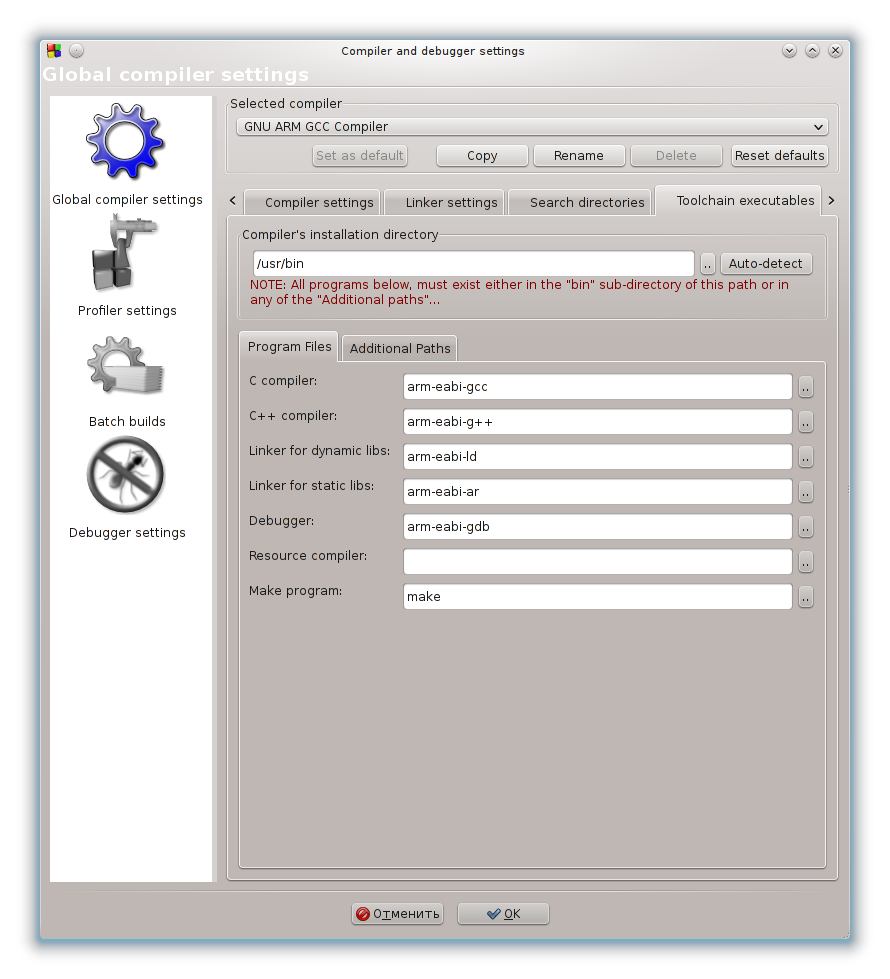 Compiler and debugger settings
Global compiler settings
Global compiler settings
Profiler settings
Batch builds
Debugger settings
Selected compiler
GNU ARM GCC Compiler
Set as default Copy Rename Delete Reset defaults
Compiler settings Linker settings Search directories Toolchain executables
Compiler's installation directory
/usr/bin .. Auto-detect
NOTE: All programs below, must exist either in the "bin" sub-directory of this path or in
any of the "Additional paths"...
Program Files Additional Paths
C compiler: arm-eabi-gcc ..
C++ compiler: arm-eabi-g++ ..
Linker for dynamic libs: arm-eabi-ld ..
Linker for static libs: arm-eabi-ar ..
Debugger: arm-eabi-gdb ..
Resource compiler: ..
Make program: make ..
Отменить OK